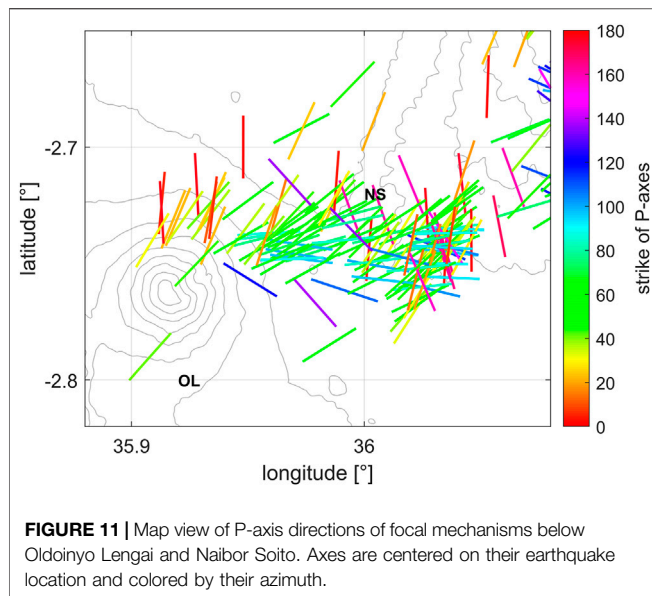 180
160
140
120
100
80
60
40
20
0
strike of P-axes
-2.7
-2.8
latitude [°]
NS
OL
35.9
36
longitude [°]
FIGURE 11 | Map view of P-axis directions of focal mechanisms below
Oldoinyo Lengai and Naibor Soito. Axes are centered on their earthquake
location and colored by their azimuth.